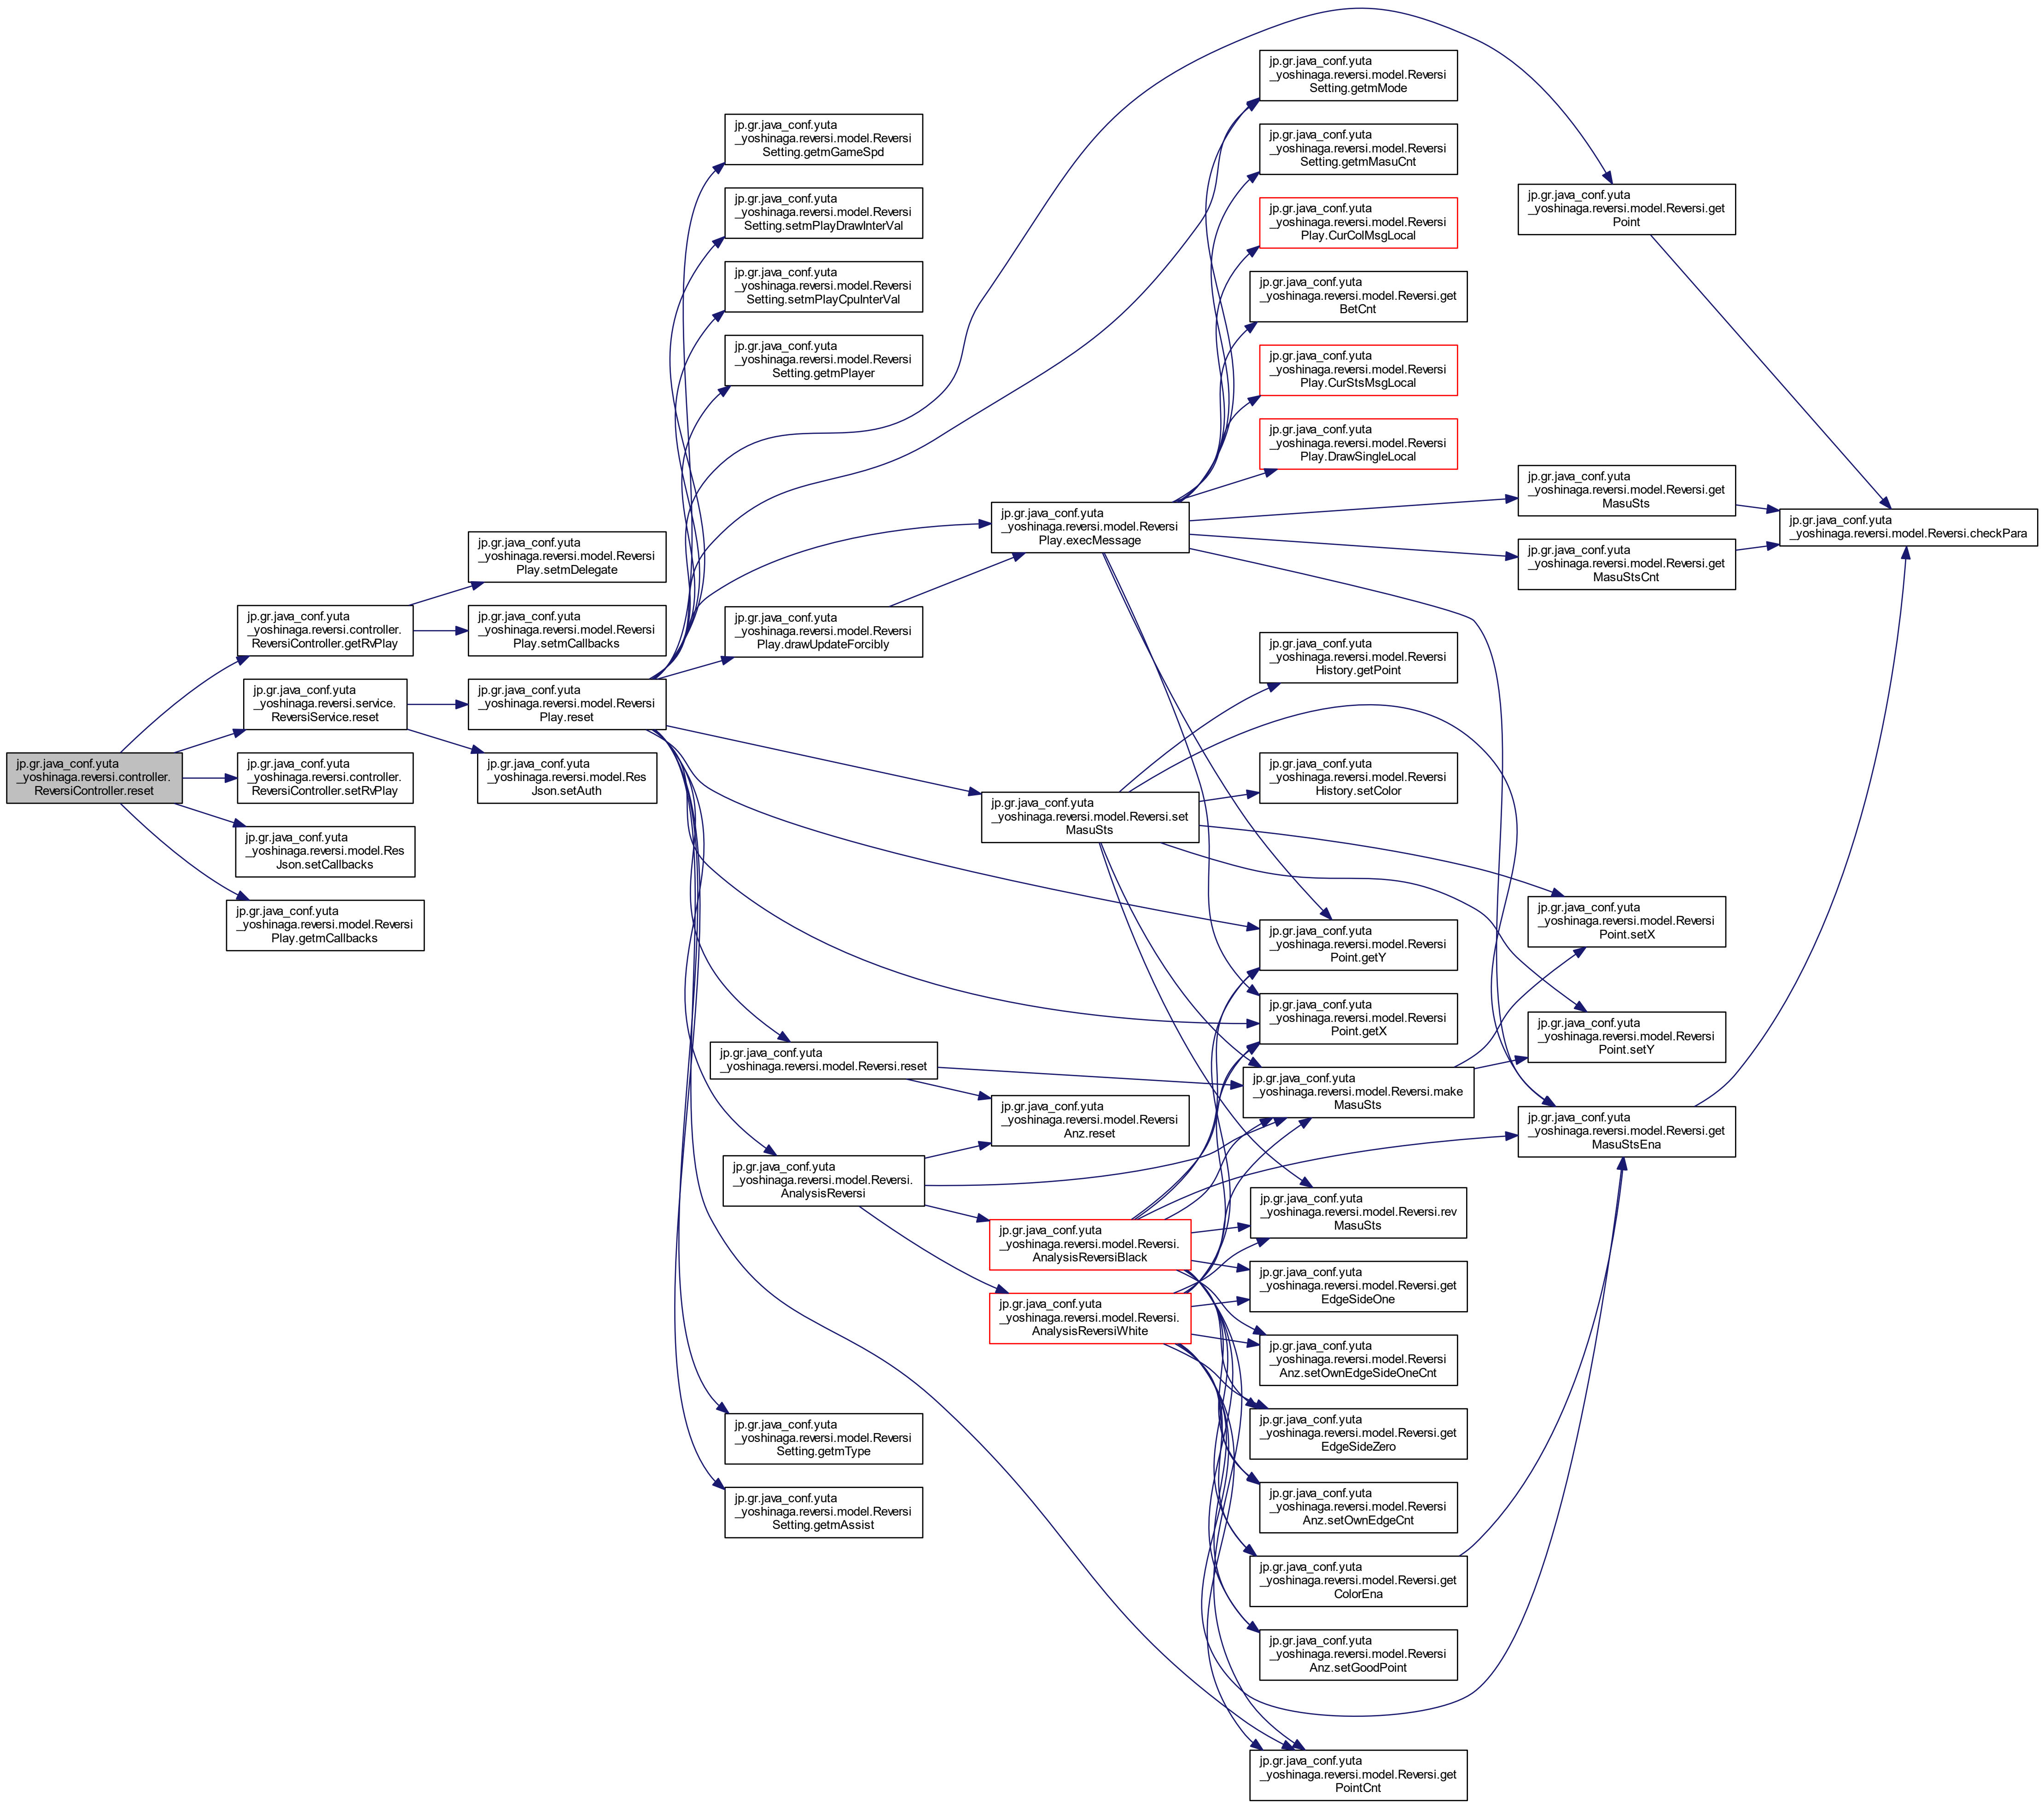 jp.gr.java_conf.yuta
_yoshinaga.reversi.controller.
ReversiController.reset
jp.gr.java_conf.yuta
_yoshinaga.reversi.controller.
ReversiController.getRvPlay
jp.gr.java_conf.yuta
_yoshinaga.reversi.service.
ReversiService.reset
jp.gr.java_conf.yuta
_yoshinaga.reversi.controller.
ReversiController.setRvPlay
jp.gr.java_conf.yuta
_yoshinaga.reversi.model.Res
Json.setCallbacks
jp.gr.java_conf.yuta
_yoshinaga.reversi.model.Reversi
Play.getmCallbacks
jp.gr.java_conf.yuta
_yoshinaga.reversi.model.Reversi
Play.setmDelegate
jp.gr.java_conf.yuta
_yoshinaga.reversi.model.Reversi
Play.setmCallbacks
jp.gr.java_conf.yuta
_yoshinaga.reversi.model.Reversi
Play.reset
jp.gr.java_conf.yuta
_yoshinaga.reversi.model.Res
Json.setAuth
jp.gr.java_conf.yuta
_yoshinaga.reversi.model.Reversi
Setting.getmGameSpd
jp.gr.java_conf.yuta
_yoshinaga.reversi.model.Reversi
Setting.setmPlayDrawInterVal
jp.gr.java_conf.yuta
_yoshinaga.reversi.model.Reversi
Setting.setmPlayCpuInterVal
jp.gr.java_conf.yuta
_yoshinaga.reversi.model.Reversi
Setting.getmPlayer
jp.gr.java_conf.yuta
_yoshinaga.reversi.model.Reversi
Play.drawUpdateForcibly
jp.gr.java_conf.yuta
_yoshinaga.reversi.model.Reversi.reset
jp.gr.java_conf.yuta
_yoshinaga.reversi.model.Reversi.
AnalysisReversi
jp.gr.java_conf.yuta
_yoshinaga.reversi.model.Reversi
Setting.getmType
jp.gr.java_conf.yuta
_yoshinaga.reversi.model.Reversi
Setting.getmAssist
jp.gr.java_conf.yuta
_yoshinaga.reversi.model.Reversi
Play.execMessage
jp.gr.java_conf.yuta
_yoshinaga.reversi.model.Reversi.set
MasuSts
jp.gr.java_conf.yuta
_yoshinaga.reversi.model.Reversi
Anz.reset
jp.gr.java_conf.yuta
_yoshinaga.reversi.model.Reversi.
AnalysisReversiBlack
jp.gr.java_conf.yuta
_yoshinaga.reversi.model.Reversi.
AnalysisReversiWhite
jp.gr.java_conf.yuta
_yoshinaga.reversi.model.Reversi
Setting.getmMode
jp.gr.java_conf.yuta
_yoshinaga.reversi.model.Reversi
Setting.getmMasuCnt
jp.gr.java_conf.yuta
_yoshinaga.reversi.model.Reversi
Play.CurColMsgLocal
jp.gr.java_conf.yuta
_yoshinaga.reversi.model.Reversi.get
BetCnt
jp.gr.java_conf.yuta
_yoshinaga.reversi.model.Reversi
Play.CurStsMsgLocal
jp.gr.java_conf.yuta
_yoshinaga.reversi.model.Reversi
Play.DrawSingleLocal
jp.gr.java_conf.yuta
_yoshinaga.reversi.model.Reversi
History.getPoint
jp.gr.java_conf.yuta
_yoshinaga.reversi.model.Reversi
History.setColor
jp.gr.java_conf.yuta
_yoshinaga.reversi.model.Reversi
Point.getY
jp.gr.java_conf.yuta
_yoshinaga.reversi.model.Reversi
Point.getX
jp.gr.java_conf.yuta
_yoshinaga.reversi.model.Reversi.make
MasuSts
jp.gr.java_conf.yuta
_yoshinaga.reversi.model.Reversi.rev
MasuSts
jp.gr.java_conf.yuta
_yoshinaga.reversi.model.Reversi.get
EdgeSideOne
jp.gr.java_conf.yuta
_yoshinaga.reversi.model.Reversi
Anz.setOwnEdgeSideOneCnt
jp.gr.java_conf.yuta
_yoshinaga.reversi.model.Reversi.get
EdgeSideZero
jp.gr.java_conf.yuta
_yoshinaga.reversi.model.Reversi
Anz.setOwnEdgeCnt
jp.gr.java_conf.yuta
_yoshinaga.reversi.model.Reversi.get
ColorEna
jp.gr.java_conf.yuta
_yoshinaga.reversi.model.Reversi
Anz.setGoodPoint
jp.gr.java_conf.yuta
_yoshinaga.reversi.model.Reversi.get
PointCnt
jp.gr.java_conf.yuta
_yoshinaga.reversi.model.Reversi.get
Point
jp.gr.java_conf.yuta
_yoshinaga.reversi.model.Reversi.get
MasuSts
jp.gr.java_conf.yuta
_yoshinaga.reversi.model.Reversi.get
MasuStsCnt
jp.gr.java_conf.yuta
_yoshinaga.reversi.model.Reversi
Point.setX
jp.gr.java_conf.yuta
_yoshinaga.reversi.model.Reversi
Point.setY
jp.gr.java_conf.yuta
_yoshinaga.reversi.model.Reversi.get
MasuStsEna
jp.gr.java_conf.yuta
_yoshinaga.reversi.model.Reversi.checkPara